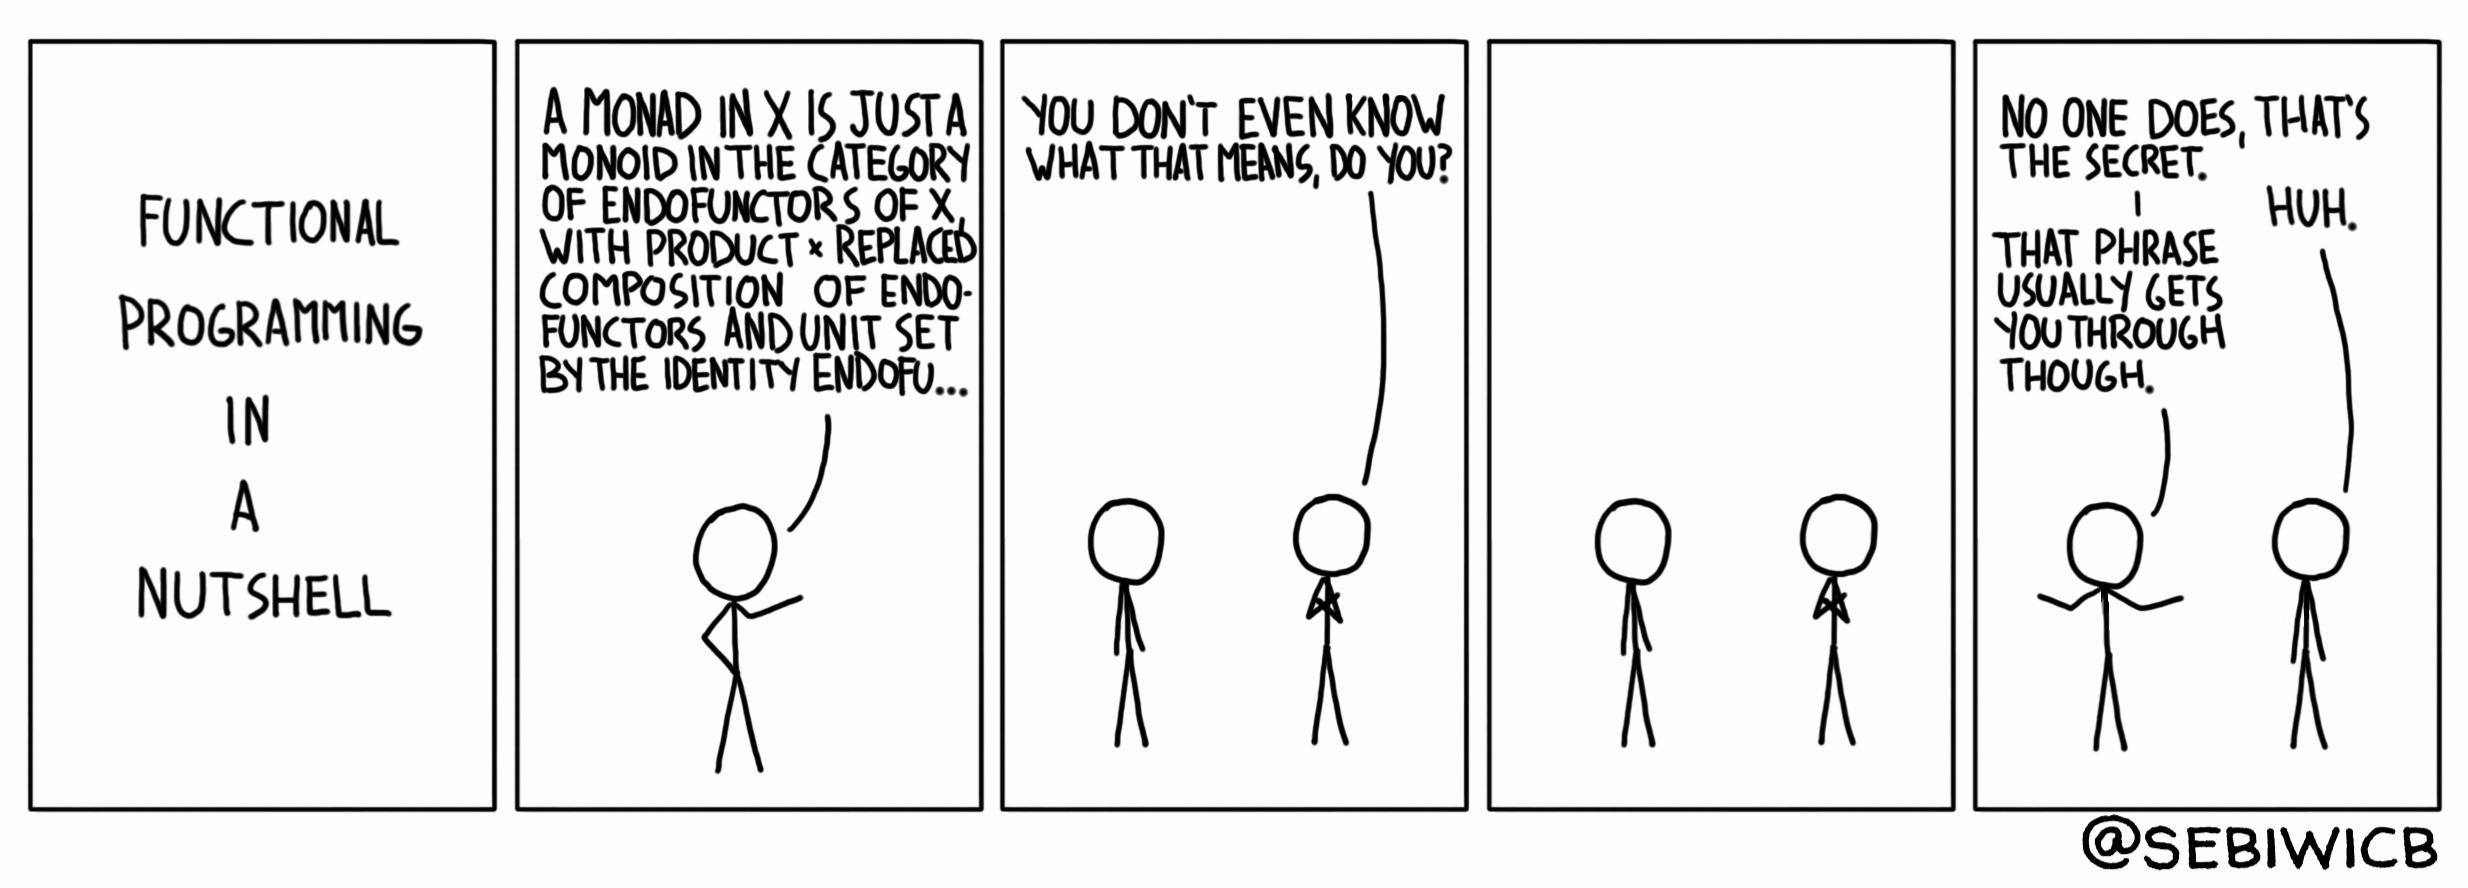 FUNCTIONAL
PROGRAMMING
IN
A
NUTSHELL
A MONAD IN X IS JUST A
MONOID IN THE CATEGORY
OF ENDOFUNCTORS OF X,
WITH PRODUCT × REPLACED
COMPOSITION OF ENDO-
FUNCTORS AND UNIT SET
BY THE IDENTITY ENDOFU...
YOU DON'T EVEN KNOW
WHAT THAT MEANS, DO YOU?
NO ONE DOES, THAT'S
THE SECRET.
HUH.
THAT PHRASE
USUALLY GETS
YOU THROUGH
THOUGH.
@SEBIWICB